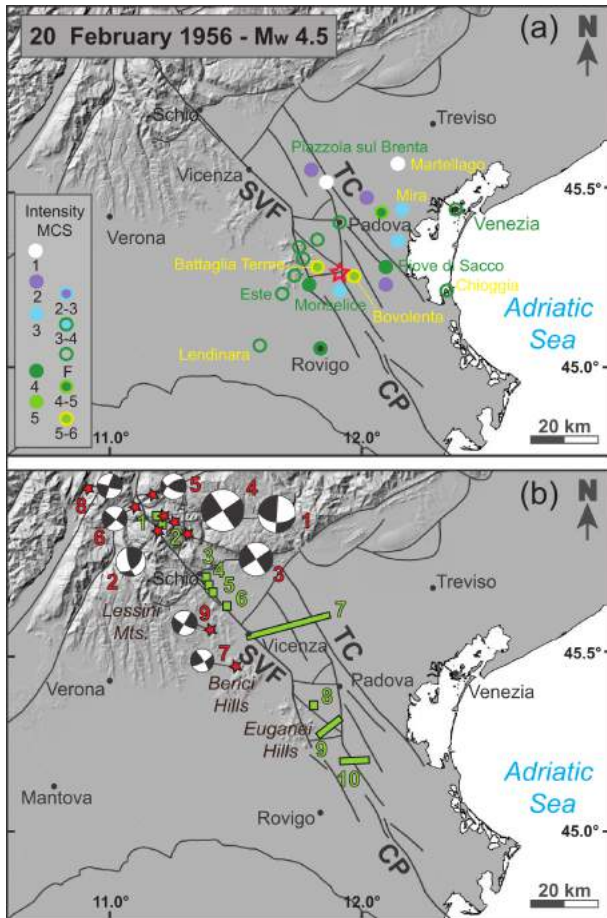 20 February 1956 - Mw 4.5
(a)
N
Schio
Treviso
Piazzola sul Brenta
TC
Martellago
Vicenza
SVF
Mira
45.5
Intensity
MCS
Verona
Padova
Venezia
1
Battaglia Terme
Piove di Sacco
2
2-3
Este
Monselice
Chioggia
3
3-4
Bovolenta
Adriatic
Sea
F
Lendinara
4
4-5
Rovigo
45.0
5
5-6
CP
11.0°
12.0°
20 km
(b)
N
8
5
4
1
6
1
2
2
3
3
Schio
4
5
6
Treviso
Lessini
Mts.
9
7
Vicenza
TC
7
SVF
45.5
Verona
Berici
Hills
Padova
Venezia
8
Euganei
Hills
9
10
Mantova
Adriatic
Sea
Rovigo
45.0
CP
11.0°
12.0°
20 km